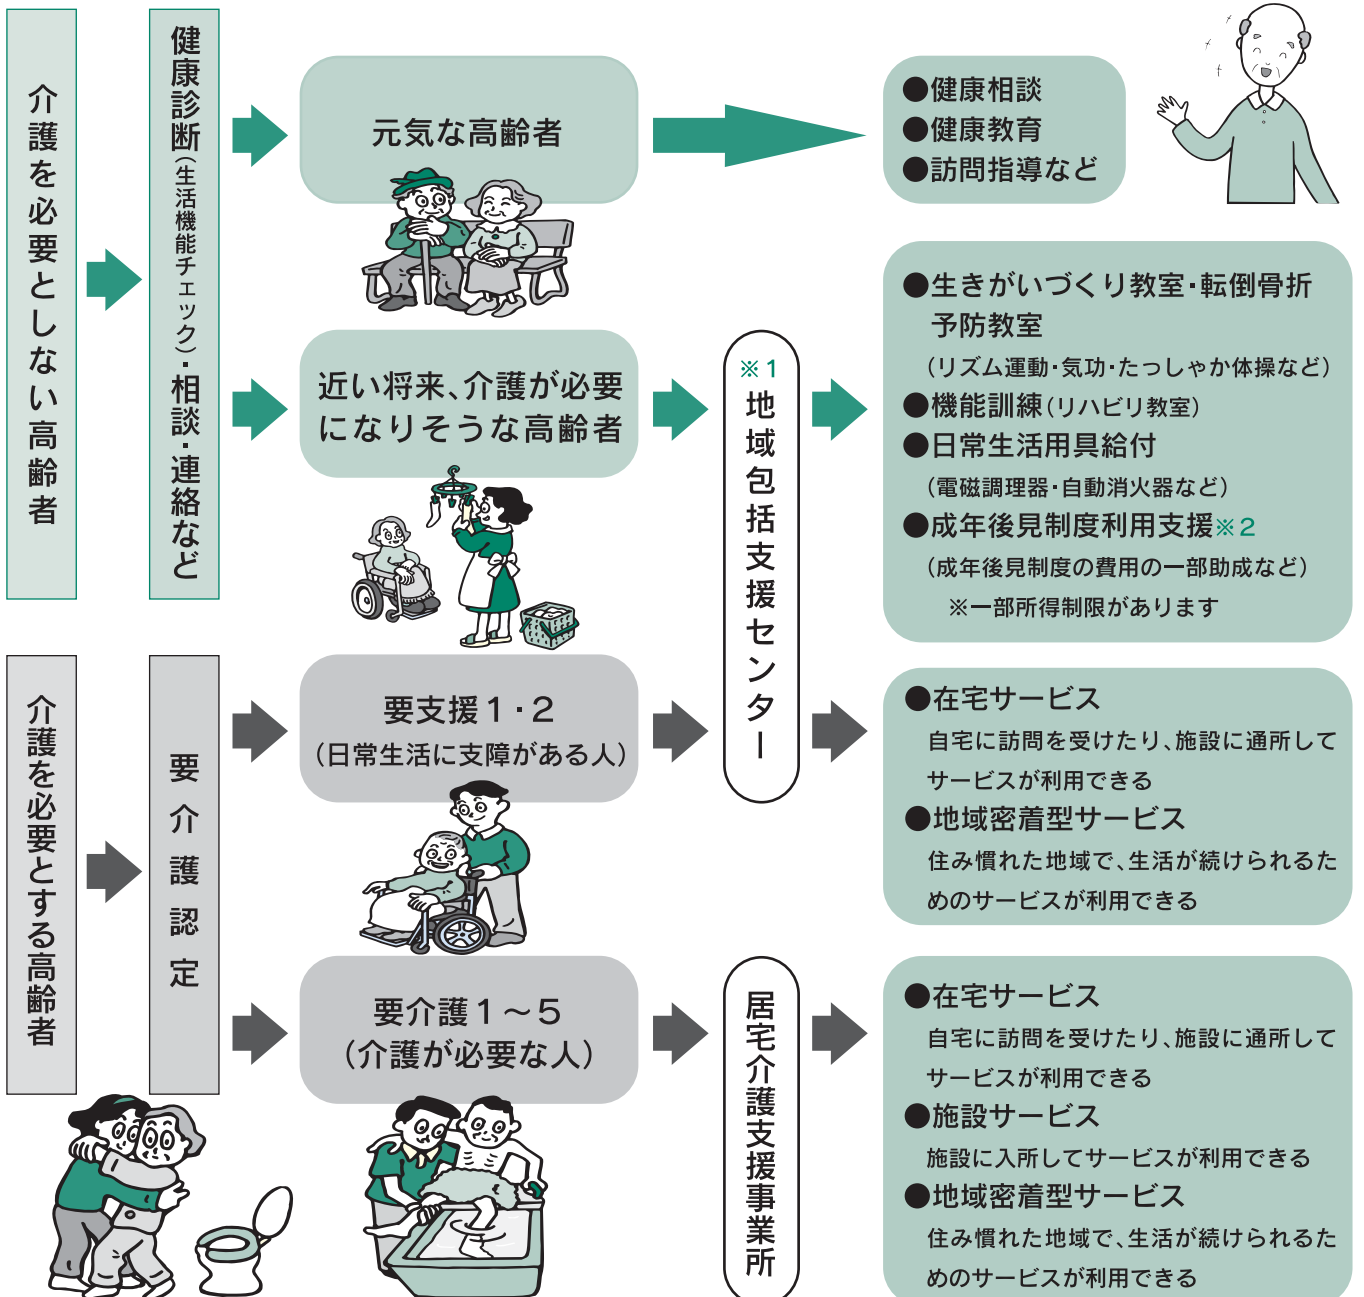 介護を必要としない高齢者
健康診断(生活機能チェック)・相談・連絡など
元気な高齢者
●健康相談
●健康教育
●訪問指導など
近い将来、介護が必要
になりそうな高齢者
※1
地域包括支援センター
●生きがいづくり教室・転倒骨折
予防教室
(リズム運動・気功・たっしゃか体操など)
●機能訓練(リハビリ教室)
●日常生活用具給付
(電磁調理器・自動消火器など)
●成年後見制度利用支援※2
(成年後見制度の費用の一部助成など)
※一部所得制限があります
介護を必要とする高齢者
要介護認定
要支援1・2
(日常生活に支障がある人)
●在宅サービス
自宅に訪問を受けたり、施設に通所して
サービスが利用できる
●地域密着型サービス
住み慣れた地域で、生活が続けられるた
めのサービスが利用できる
要介護1～5
(介護が必要な人)
居宅介護支援事業所
●在宅サービス
自宅に訪問を受けたり、施設に通所して
サービスが利用できる
●施設サービス
施設に入所してサービスが利用できる
●地域密着型サービス
住み慣れた地域で、生活が続けられるた
めのサービスが利用できる